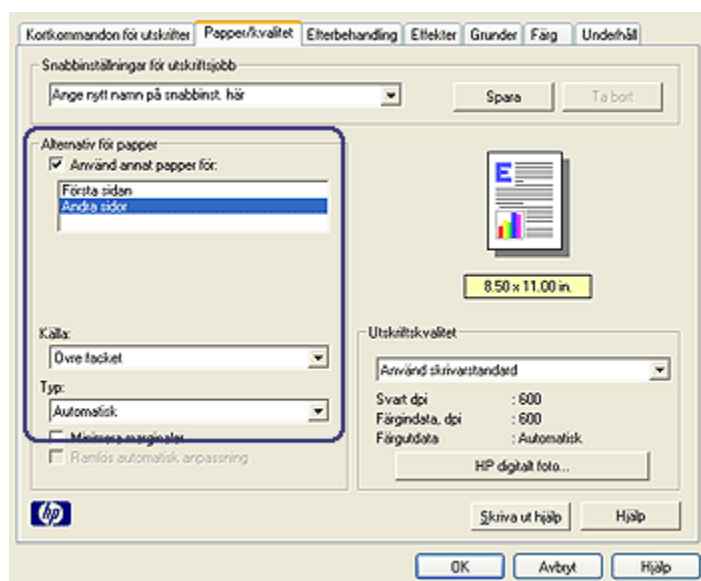 Kortkommandon för utskrifter Papper/kvalitet Efterbehandling Effekter Grunder Färg Underhåll
Snabbinställningar för utskriftsjobb
Ange nytt namn på snabbinst. här
Spara
Ta bort
Alternativ för papper
Använd annat papper för:
Första sidan
Andra sidor
E
8.50 x 11.00 in.
Källa:
Övre facket
Typ:
Automatisk
Minimera marginaler
Ramlös automatisk anpassning
Utskriftskvalitet
Använd skrivarstandard
Svart dpi : 600
Färgindata, dpi : 600
Färgutdata : Automatisk
HP digitalt foto...
hp
Skriva ut hjälp
Hjälp
OK
Avbryt
Hjälp